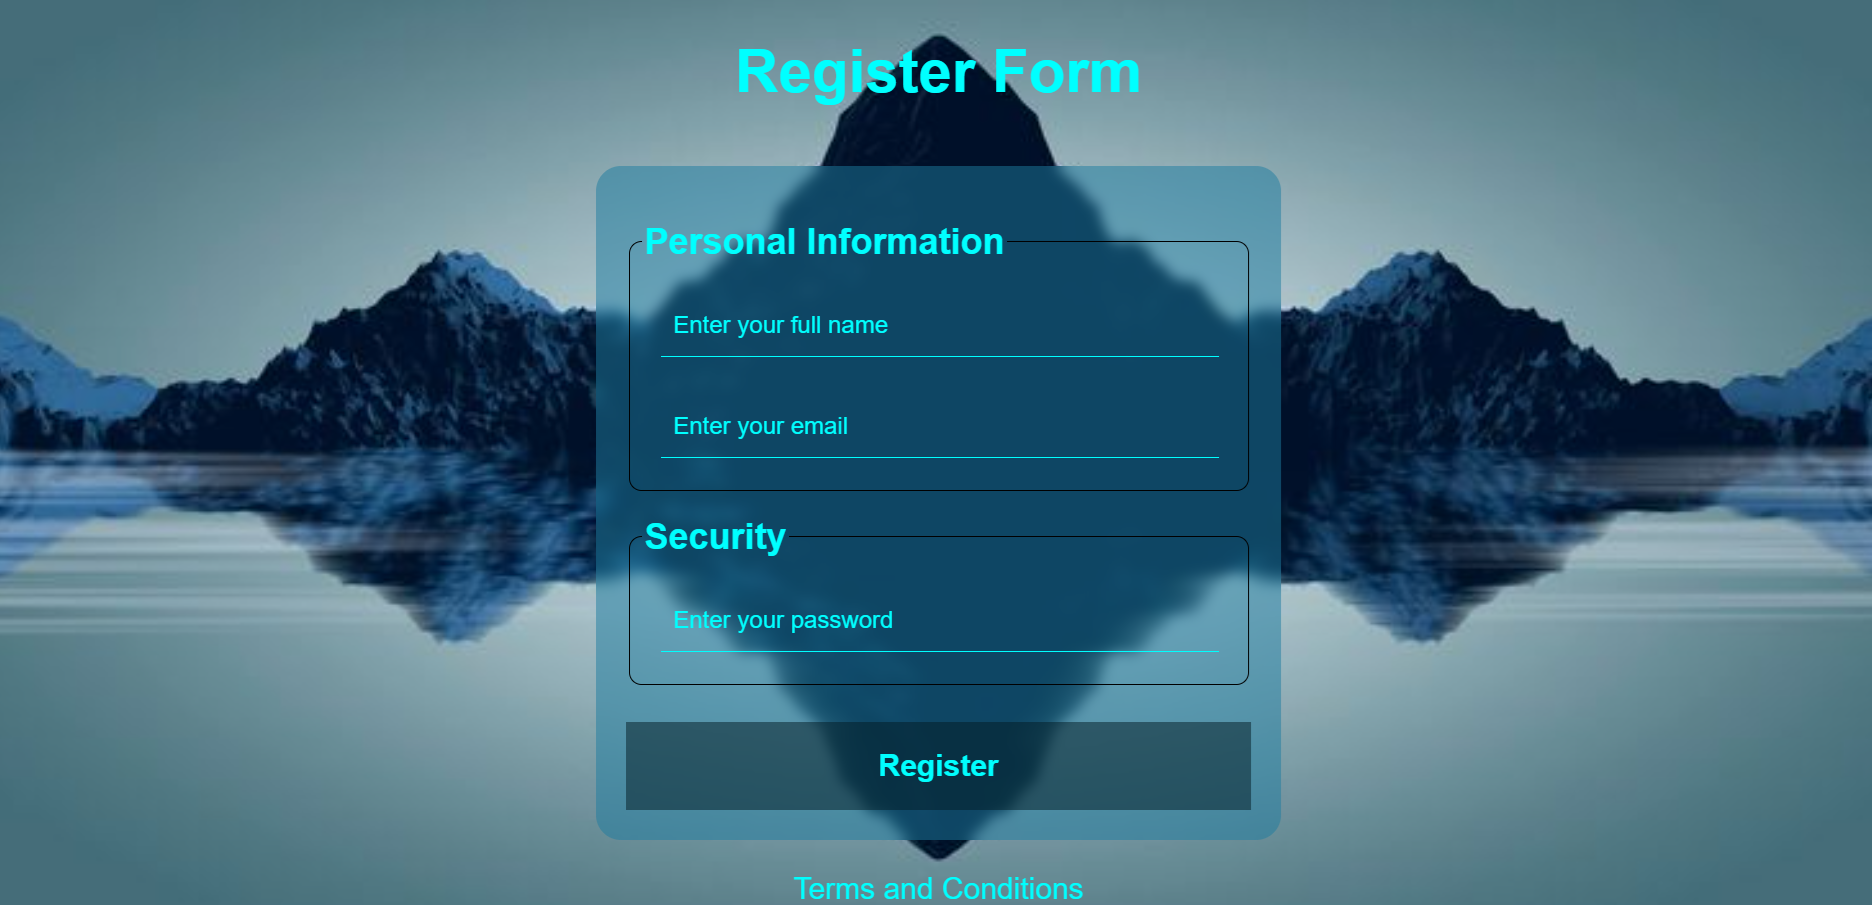 Register Form
Personal Information
Enter your full name
Enter your email
Security
Enter your password
Register
Terms and Conditions